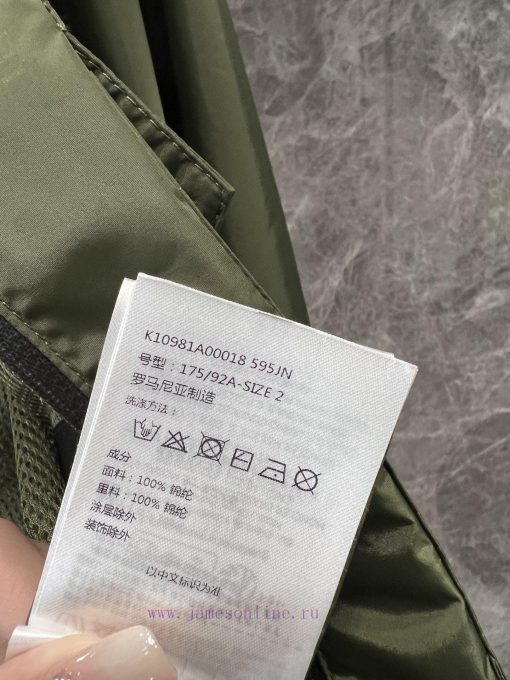 K10981A00018 595JN
号型：175/92A-SIZE 2
罗马尼亚制造
洗涤方法：
成分
面料：100% 锦纶
里料：100% 锦纶
涂层除外
装饰除外
以中文标识为准
www.jamesonline.ru